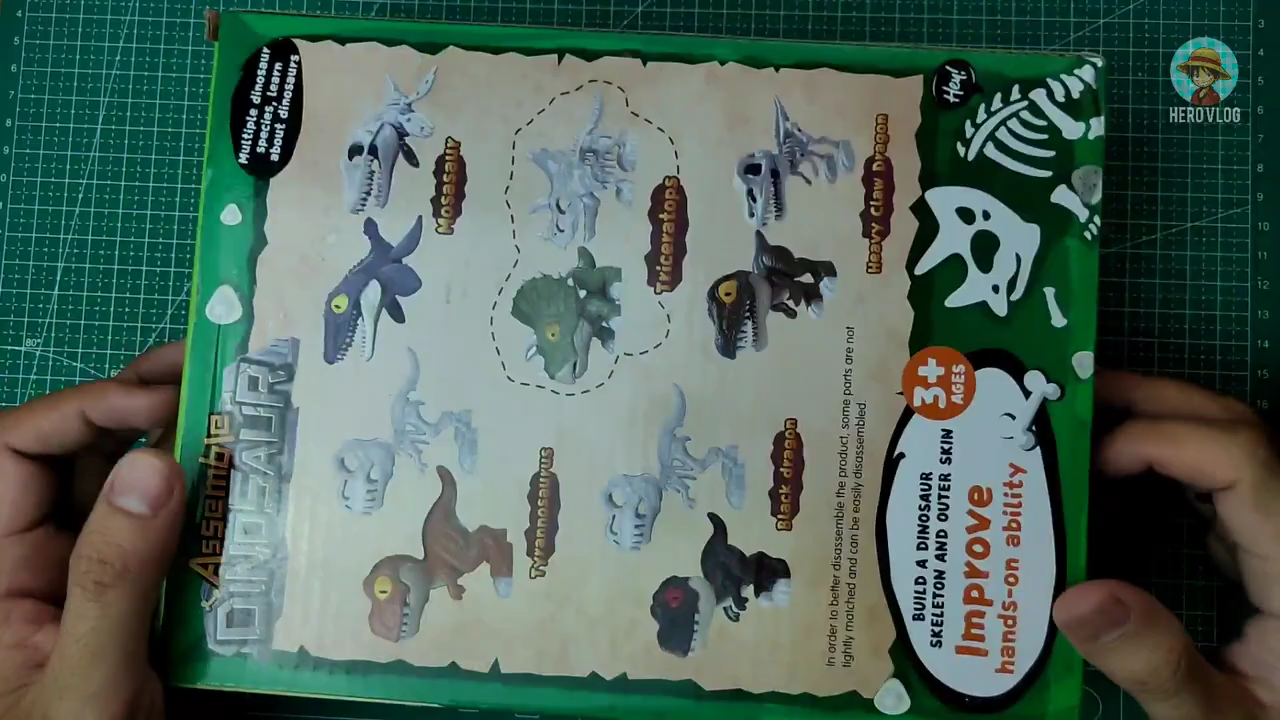 Assemble
DINOSAUR
Multiple dinosaur
species, learn
about dinosaurs
Tyrannosaurus
Mosasaur
Triceratops
Black dragon
Heavy Claw Dragon
In order to better disassemble the product, some parts are not
tightly matched and can be easily disassembled.
BUILD A DINOSAUR
SKELETON AND OUTER SKIN
Improve
hands-on ability
3+
AGES
Hey!
HERO VLOG